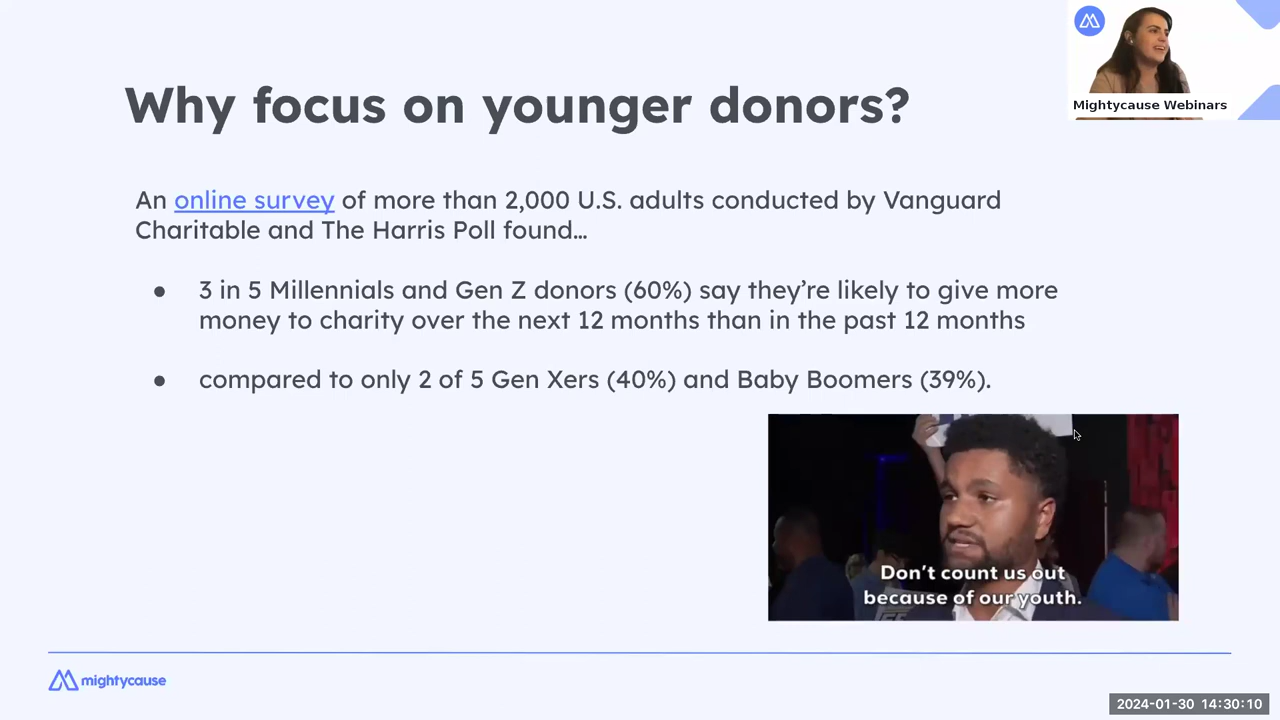 Why focus on younger donors?
Mightycause Webinars
An online survey of more than 2,000 U.S. adults conducted by Vanguard
Charitable and The Harris Poll found…
● 3 in 5 Millennials and Gen Z donors (60%) say they’re likely to give more
money to charity over the next 12 months than in the past 12 months
● compared to only 2 of 5 Gen Xers (40%) and Baby Boomers (39%).
Don’t count us out
because of our youth.
mightycause
2024-01-30 14:30:10